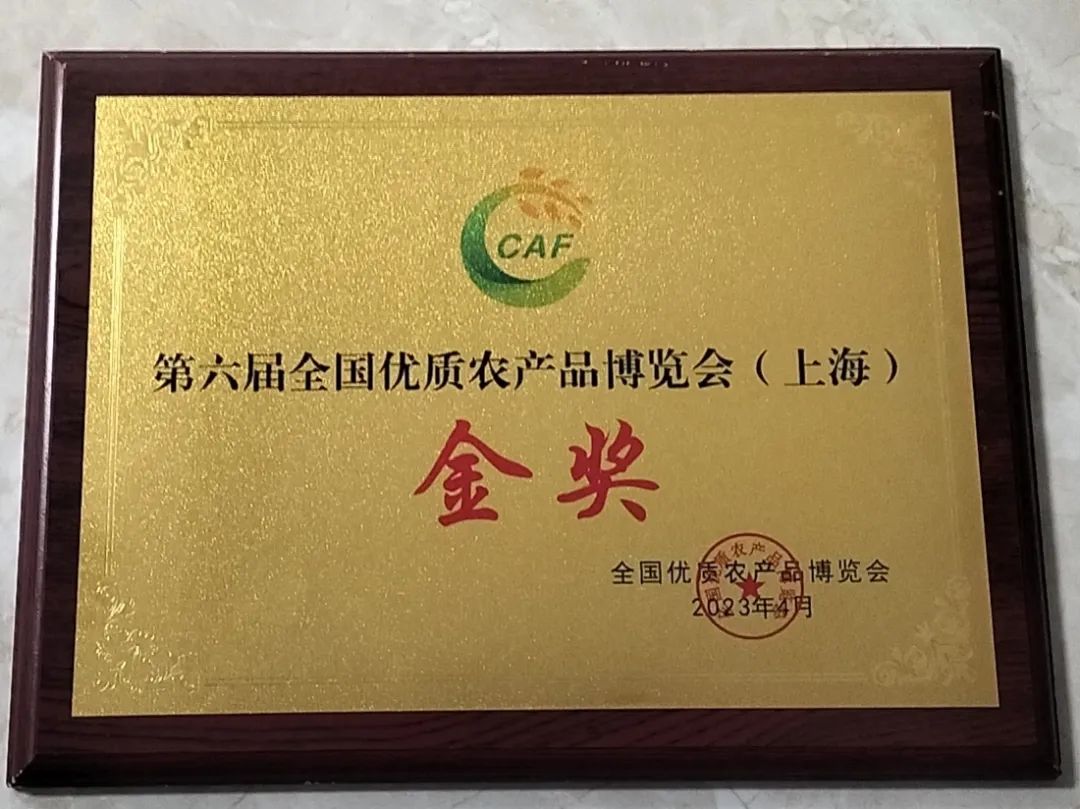 CAF
第六届全国优质农产品博览会（上海）
金奖
全国优质农产品博览会
2023年4月